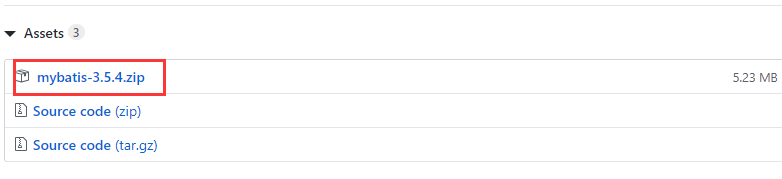 Assets 3
mybatis-3.5.4.zip 5.23 MB
Source code (zip)
Source code (tar.gz)